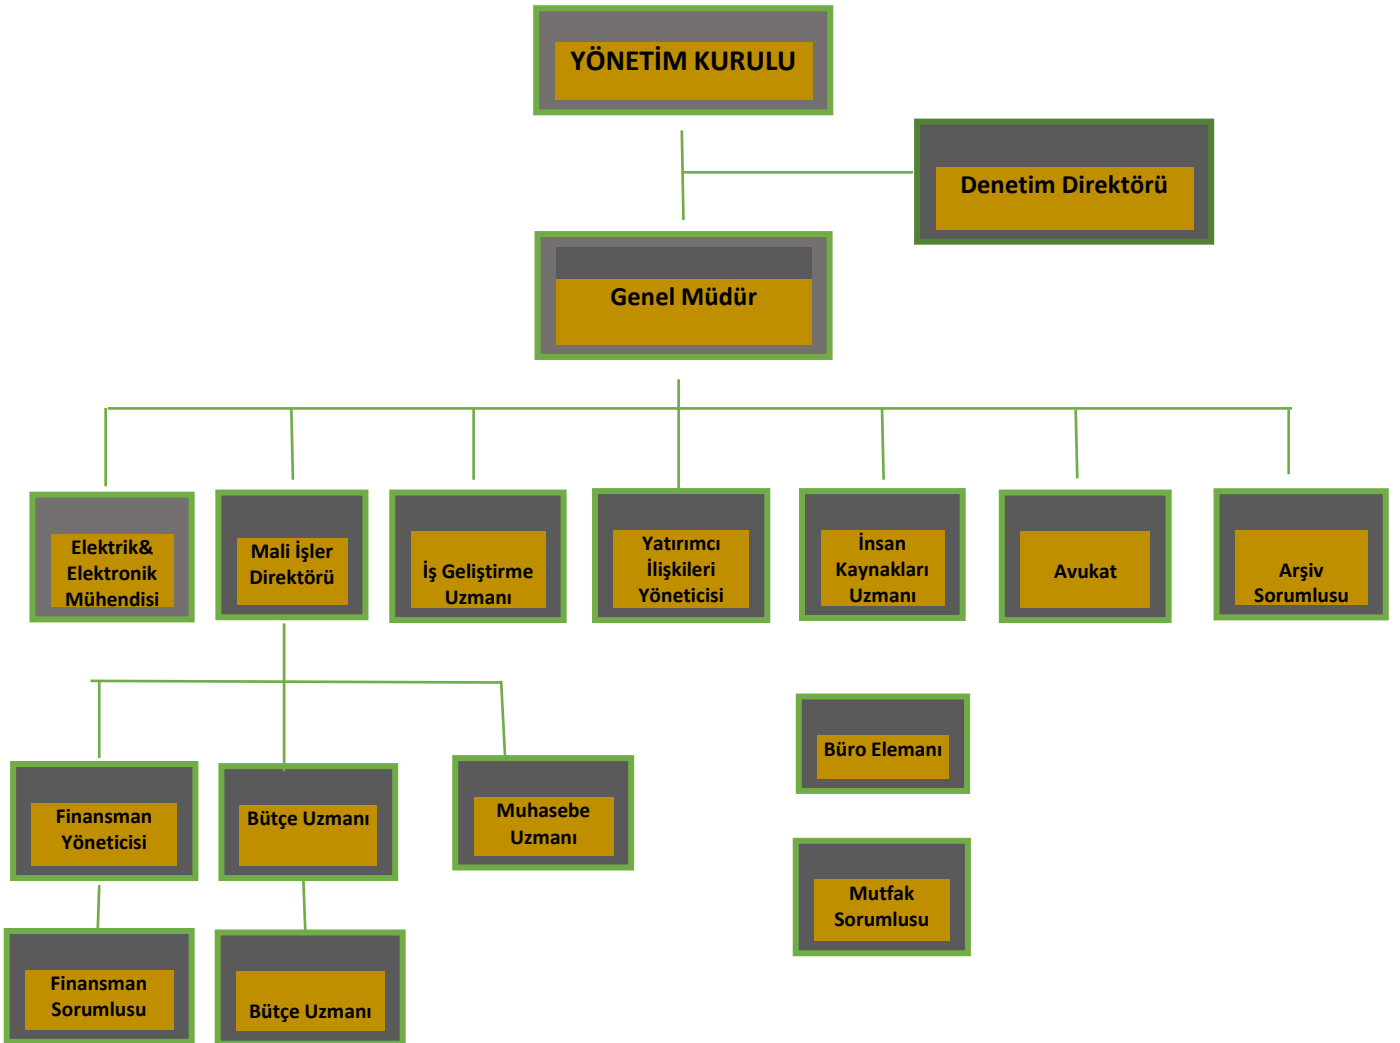 YÖNETİM KURULU
Denetim Direktörü
Genel Müdür
Elektrik&
Elektronik
Mühendisi
Mali İşler
Direktörü
İş Geliştirme
Uzmanı
Yatırımcı
İlişkileri
Yöneticisi
İnsan
Kaynakları
Uzmanı
Avukat
Arşiv
Sorumlusu
Büro Elemanı
Finansman
Yöneticisi
Bütçe Uzmanı
Muhasebe
Uzmanı
Mutfak
Sorumlusu
Finansman
Sorumlusu
Bütçe Uzmanı